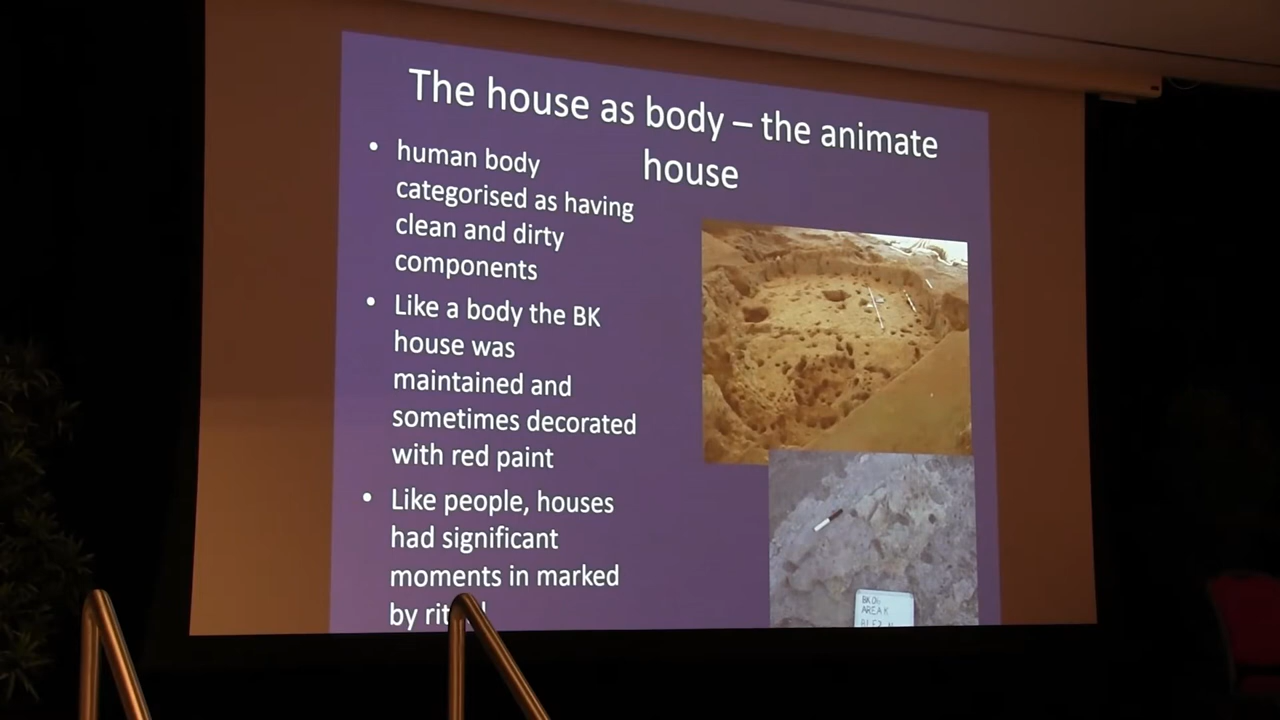 The house as body – the animate
house
• human body
categorised as having
clean and dirty
components
• Like a body the BK
house was
maintained and
sometimes decorated
with red paint
• Like people, houses
had significant
moments in marked
by
AREA K